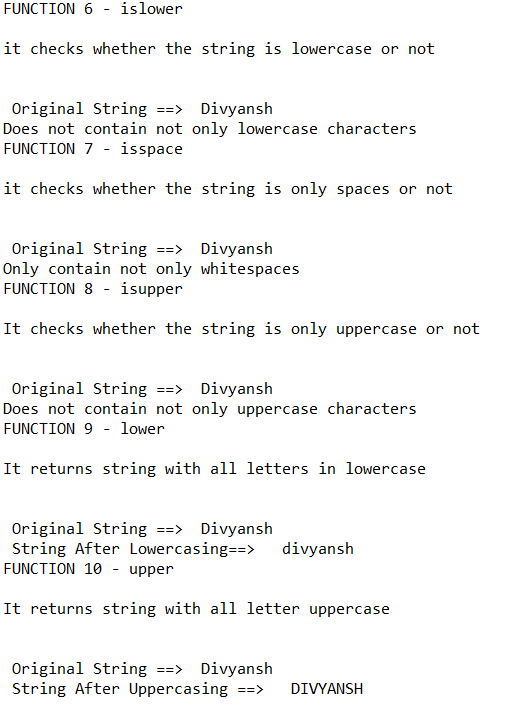 FUNCTION 6 - islower
it checks whether the string is lowercase or not
Original String ==>  Divyansh
Does not contain not only lowercase characters
FUNCTION 7 - isspace
it checks whether the string is only spaces or not
Original String ==>  Divyansh
Only contain not only whitespaces
FUNCTION 8 - isupper
It checks whether the string is only uppercase or not
Original String ==>  Divyansh
Does not contain not only uppercase characters
FUNCTION 9 - lower
It returns string with all letters in lowercase
Original String ==>  Divyansh
String After Lowercasing==>   divyansh
FUNCTION 10 - upper
It returns string with all letter uppercase
Original String ==>  Divyansh
String After Uppercasing ==>   DIVYANSH